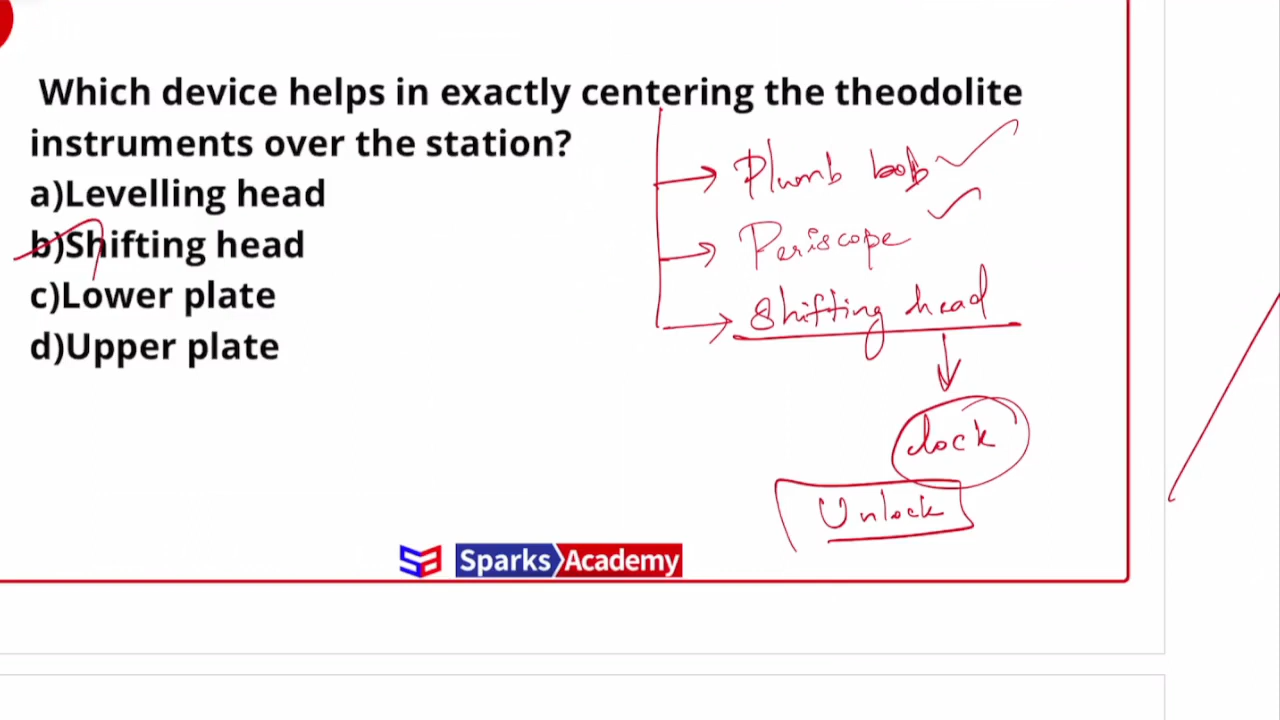 Which device helps in exactly centering the theodolite
instruments over the station?
a)Levelling head
b)Shifting head
c)Lower plate
d)Upper plate
Plumb bob
Periscope
Shifting head
lock
Unlock
Sparks Academy